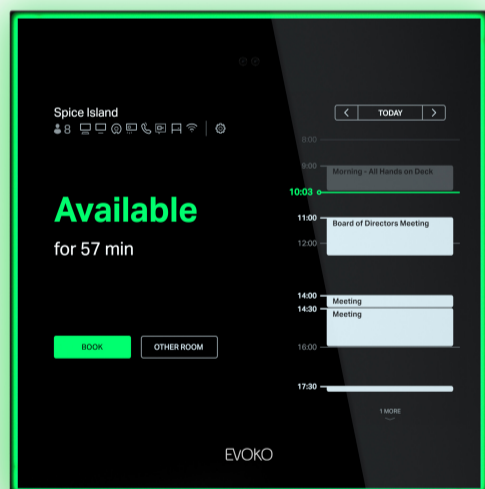 Spice Island
8
Available
for 57 min
BOOK
OTHER ROOM
TODAY
8:00
9:00
Morning - All Hands on Deck
10:03
11:00
Board of Directors Meeting
12:00
14:00
Meeting
14:30
Meeting
16:00
17:30
1 MORE
EVOKO